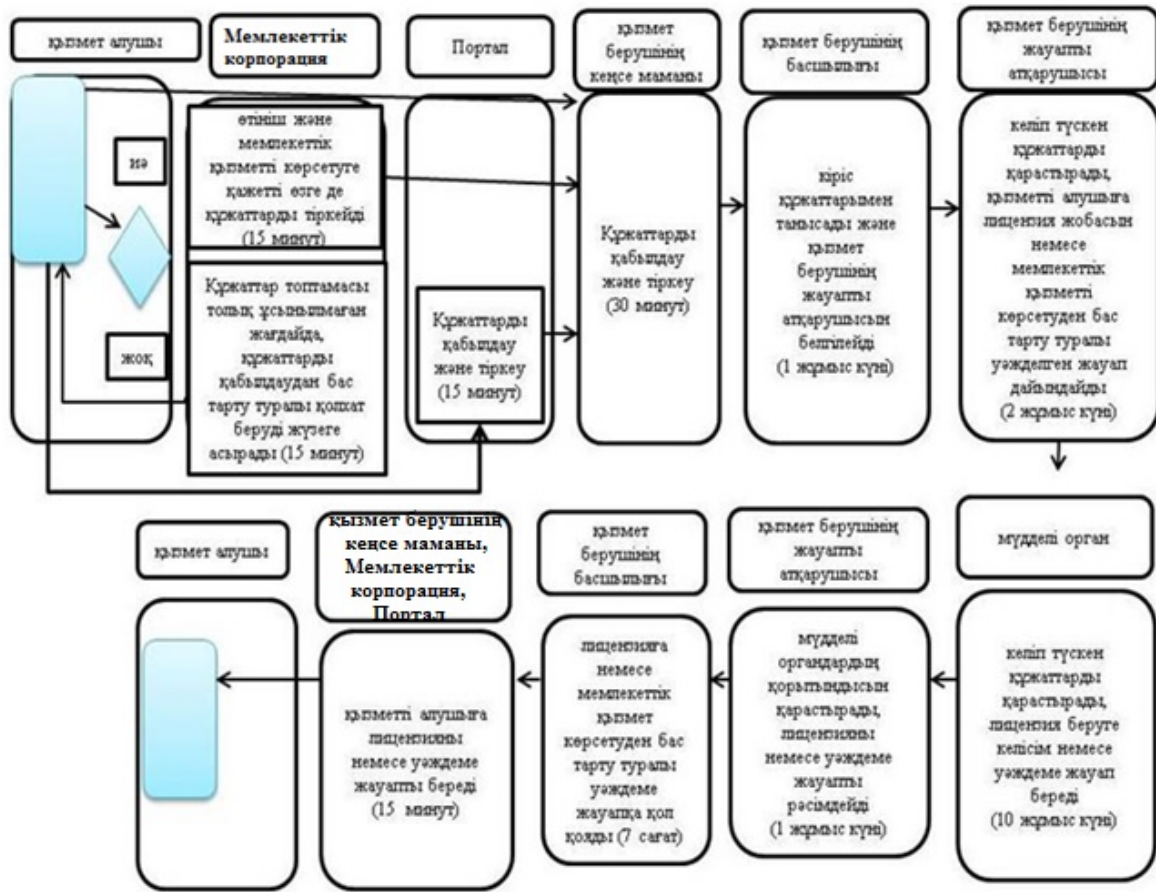 қызмет алушы
Мемлекеттік
корпорация
Портал
қызмет
берушінің
кеңсе маманы
қызмет берушінің
басшылығы
қызмет берушінің
жауапты
атқарушысы
иә
жоқ
өтініш және
мемлекеттік
қызметті көрсетуге
қажетті өзге де
құжаттарды тіркейді
(15 минут)
Құжаттар топтамасы
толық ұсынылмаған
жағдайда,
құжаттарды
қабылдаудан бас
тарту туралы қолхат
беруді жүзеге
асырады (15 минут)
Құжаттарды
қабылдау
және тіркеу
(15 минут)
Құжаттарды
қабылдау
және тіркеу
(30 минут)
кіріс
құжаттарымен
танысады және
қызмет
берушінің
жауапты
атқарушысын
белгілейді
(1 жұмыс күні)
келіп түскен
құжаттарды
қарастырады,
қызметті алушыға
лицензия жобасын
немесе
мемлекеттік
қызметті
көрсетуден бас
тарту туралы
уәжделген жауап
дайындайды
(2 жұмыс күні)
қызмет алушы
қызмет берушінің
кеңсе маманы,
Мемлекеттік
корпорация,
Портал
қызмет
берушінің
басшылығы
қызмет берушінің
жауапты
атқарушысы
мүдделі орган
қызметті алушыға
лицензияны
немесе уәждеме
жауапты береді
(15 минут)
лицензияға
немесе
мемлекеттік
қызмет
көрсетуден бас
тарту туралы
уәждеме
жауапқа қол
қояды (7 сағат)
мүдделі
органдардың
қорытындысын
қарастырады,
лицензияны
немесе уәждеме
жауапты
рәсімдейді
(1 жұмыс күні)
келіп түскен
құжаттарды
қарастырады,
лицензия беруге
келісім немесе
уәждеме жауап
береді
(10 жұмыс күні)